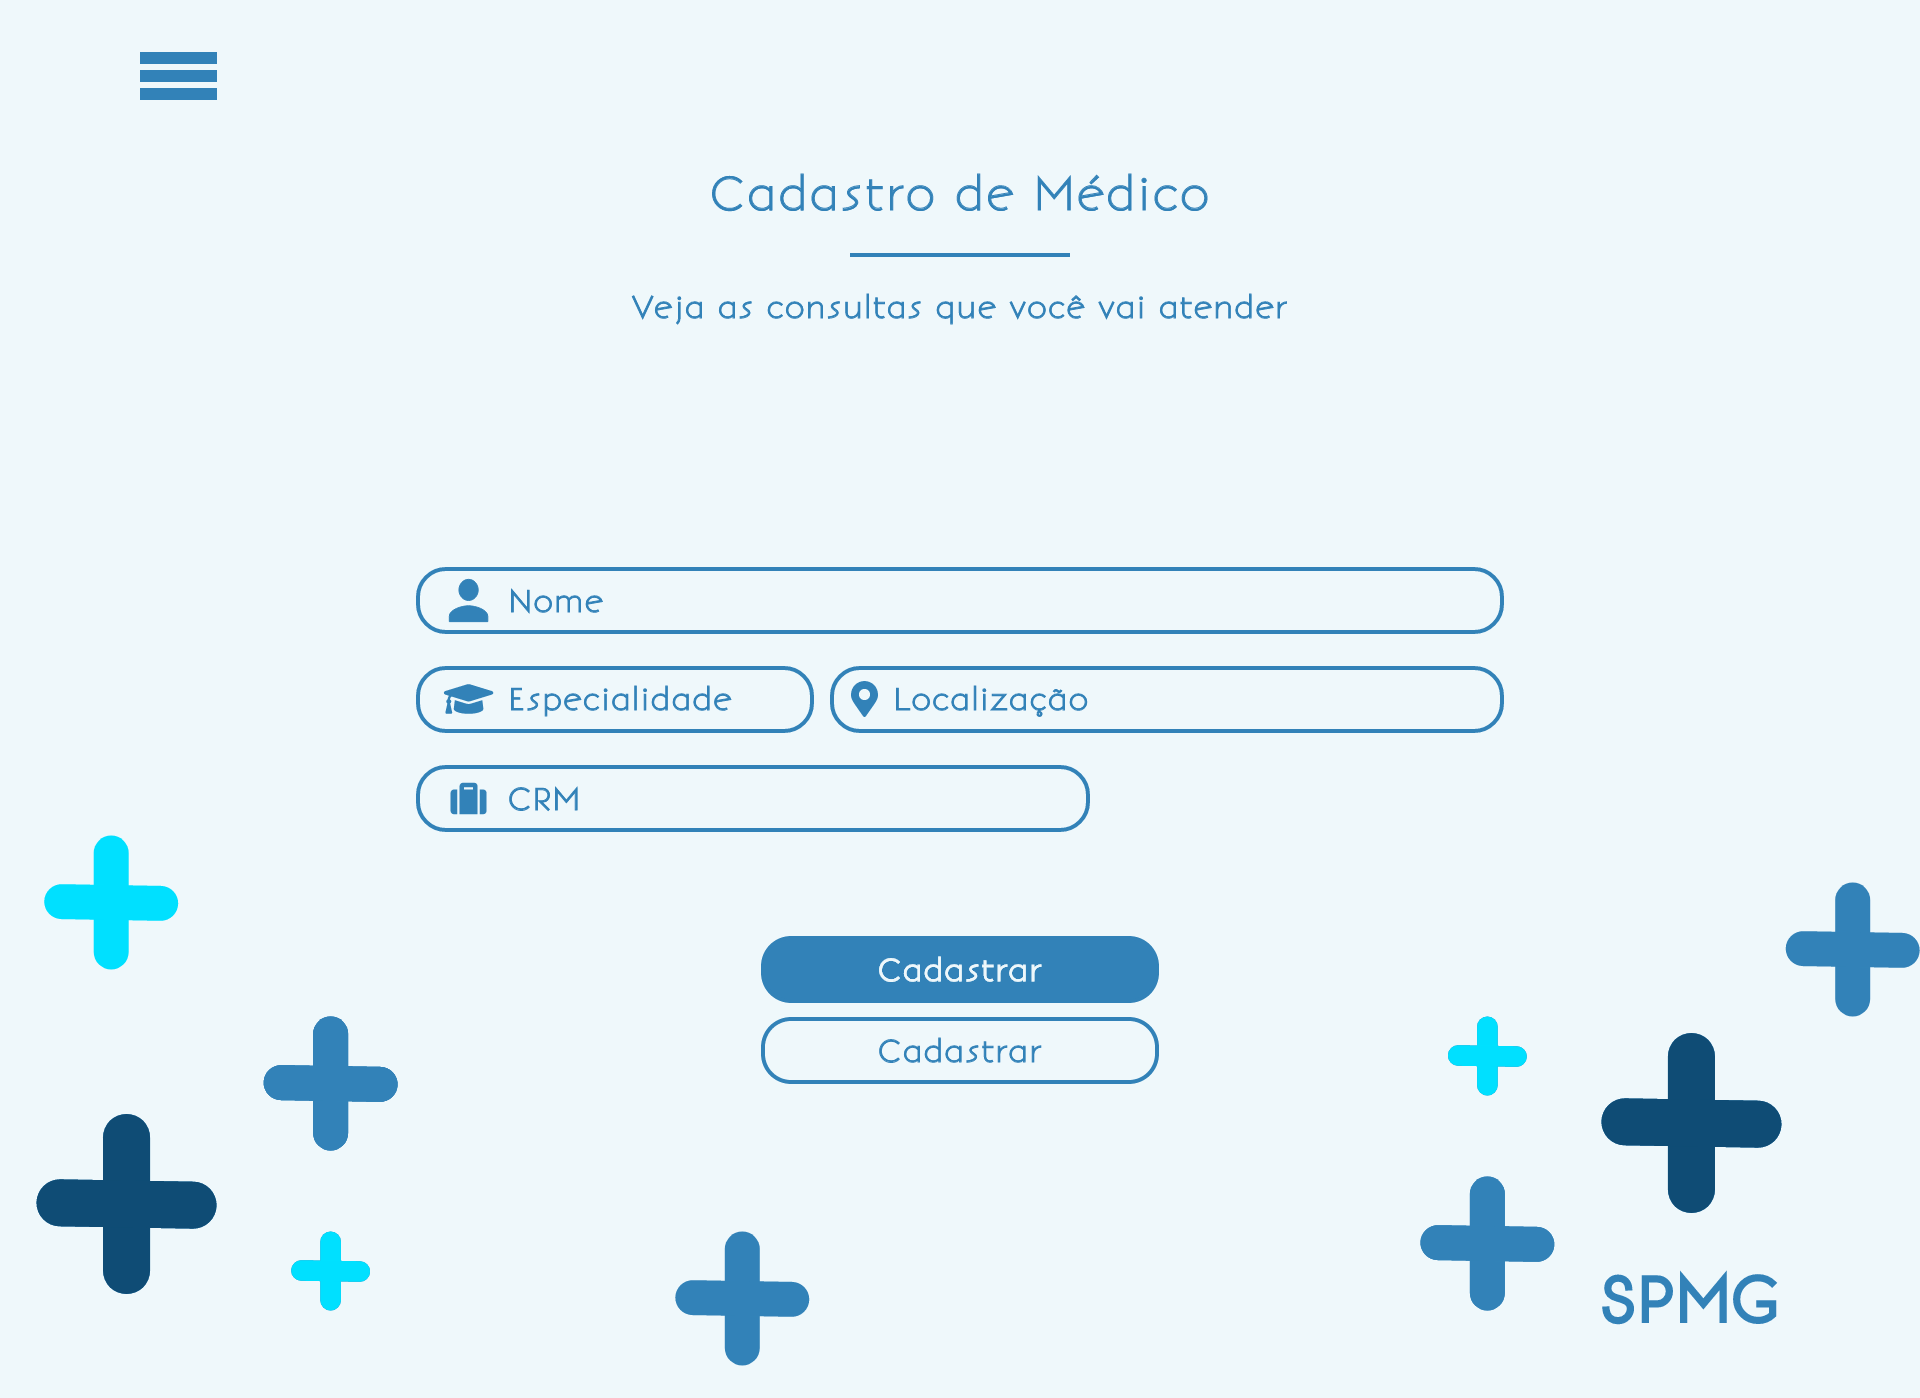 Cadastro de Médico
Veja as consultas que você vai atender
Nome
Especialidade
Localização
CRM
Cadastrar
Cadastrar
SPMG